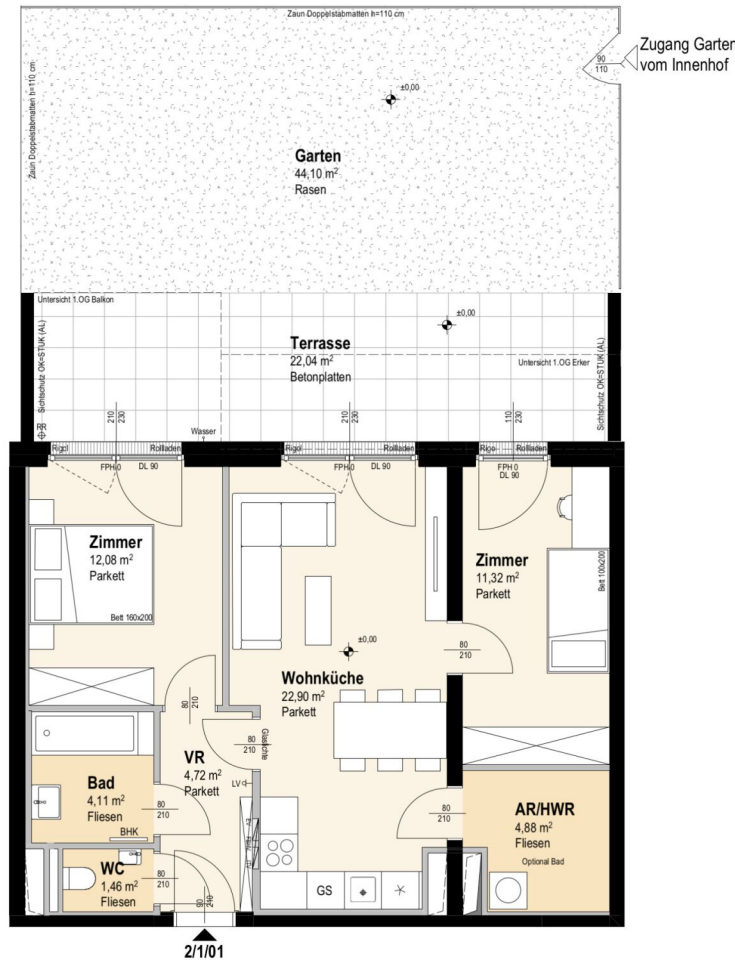 Zaun Doppelstabmatten h=110 cm
Zaun Doppelstabmatten h=110 cm
90
110
Zugang Garten
vom Innenhof
±0,00
Garten
44,10 m²
Rasen
Untersicht 1.OG Balkon
Sichtschutz OK=STUK (AL)
±0,00
Terrasse
22,04 m²
Betonplatten
Untersicht 1.OG Erker
Sichtschutz OK=STUK (AL)
RR
210
230
Wasser
210
230
110
230
Rigol
Rollladen
Rigol
Rollladen
Rigo
Rollladen
FPH 0
DL 90
FPH 0
DL 90
FPH 0
DL 90
Zimmer
12,08 m²
Parkett
Bett 160x200
Zimmer
11,32 m²
Parkett
Bett 100x200
±0,00
80
210
Wohnküche
22,90 m²
Parkett
80
210
80
210
Glaslichte
VR
4,72 m²
Parkett
LV
Bad
4,11 m²
Fliesen
BHK
80
210
80
210
AR/HWR
4,88 m²
Fliesen
Optional Bad
WC
1,46 m²
Fliesen
80
210
90
210
GS
2/1/01